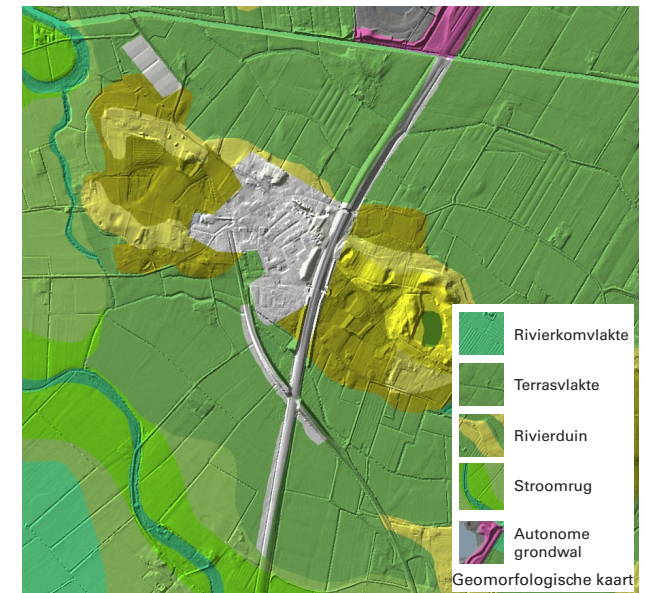 Rivierkomvlakte
Terrasvlakte
Rivierduin
Stroomrug
Autonome
grondwal
Geomorfologische kaart